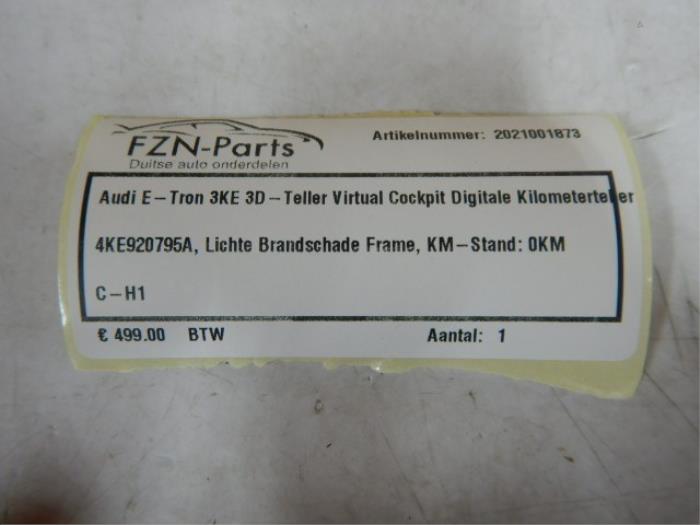 FZN-Parts
Duitse auto onderdelen
Artikelnummer: 2021001873
Audi E-Tron 3KE 3D-Teller Virtual Cockpit Digitale Kilometerteller
4KE920795A, Lichte Brandschade Frame, KM-Stand: 0KM
C-H1
€ 499.00 BTW Aantal: 1